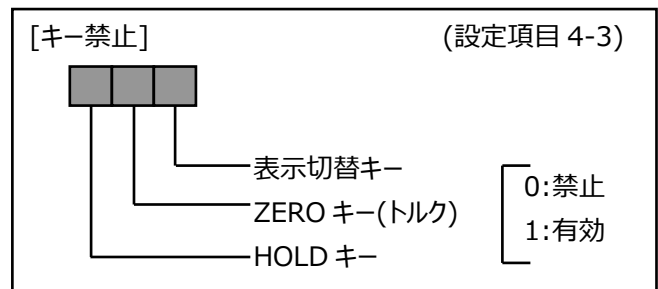 [キー禁止] (設定項目 4-3)
表示切替キー
ZERO キー(トルク)
HOLD キー
0:禁止
1:有効